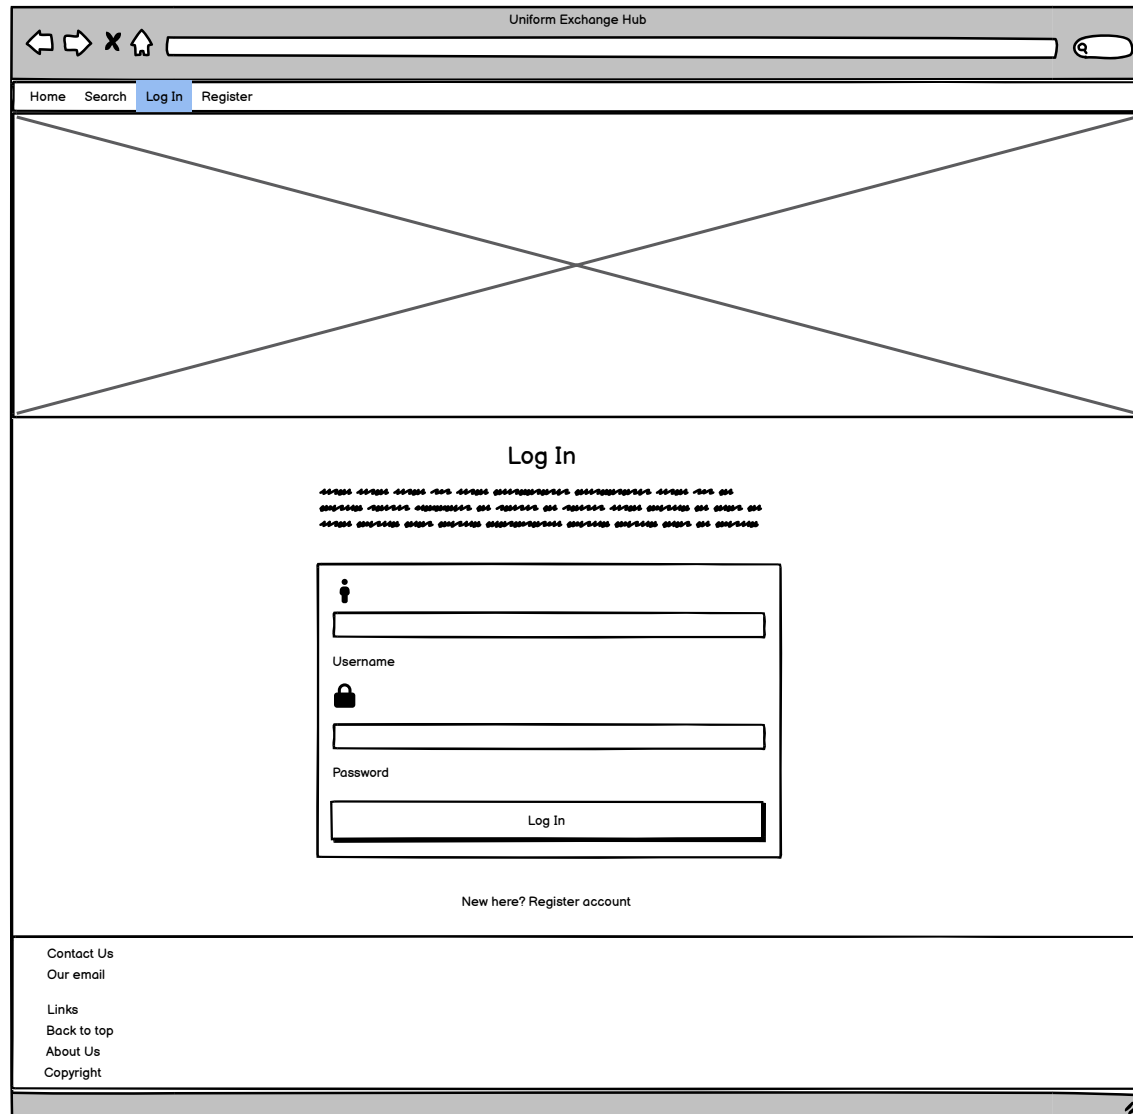 Uniform Exchange Hub
Home Search Log In Register
Log In
Username
Password
Log In
New here? Register account
Contact Us
Our email
Links
Back to top
About Us
Copyright